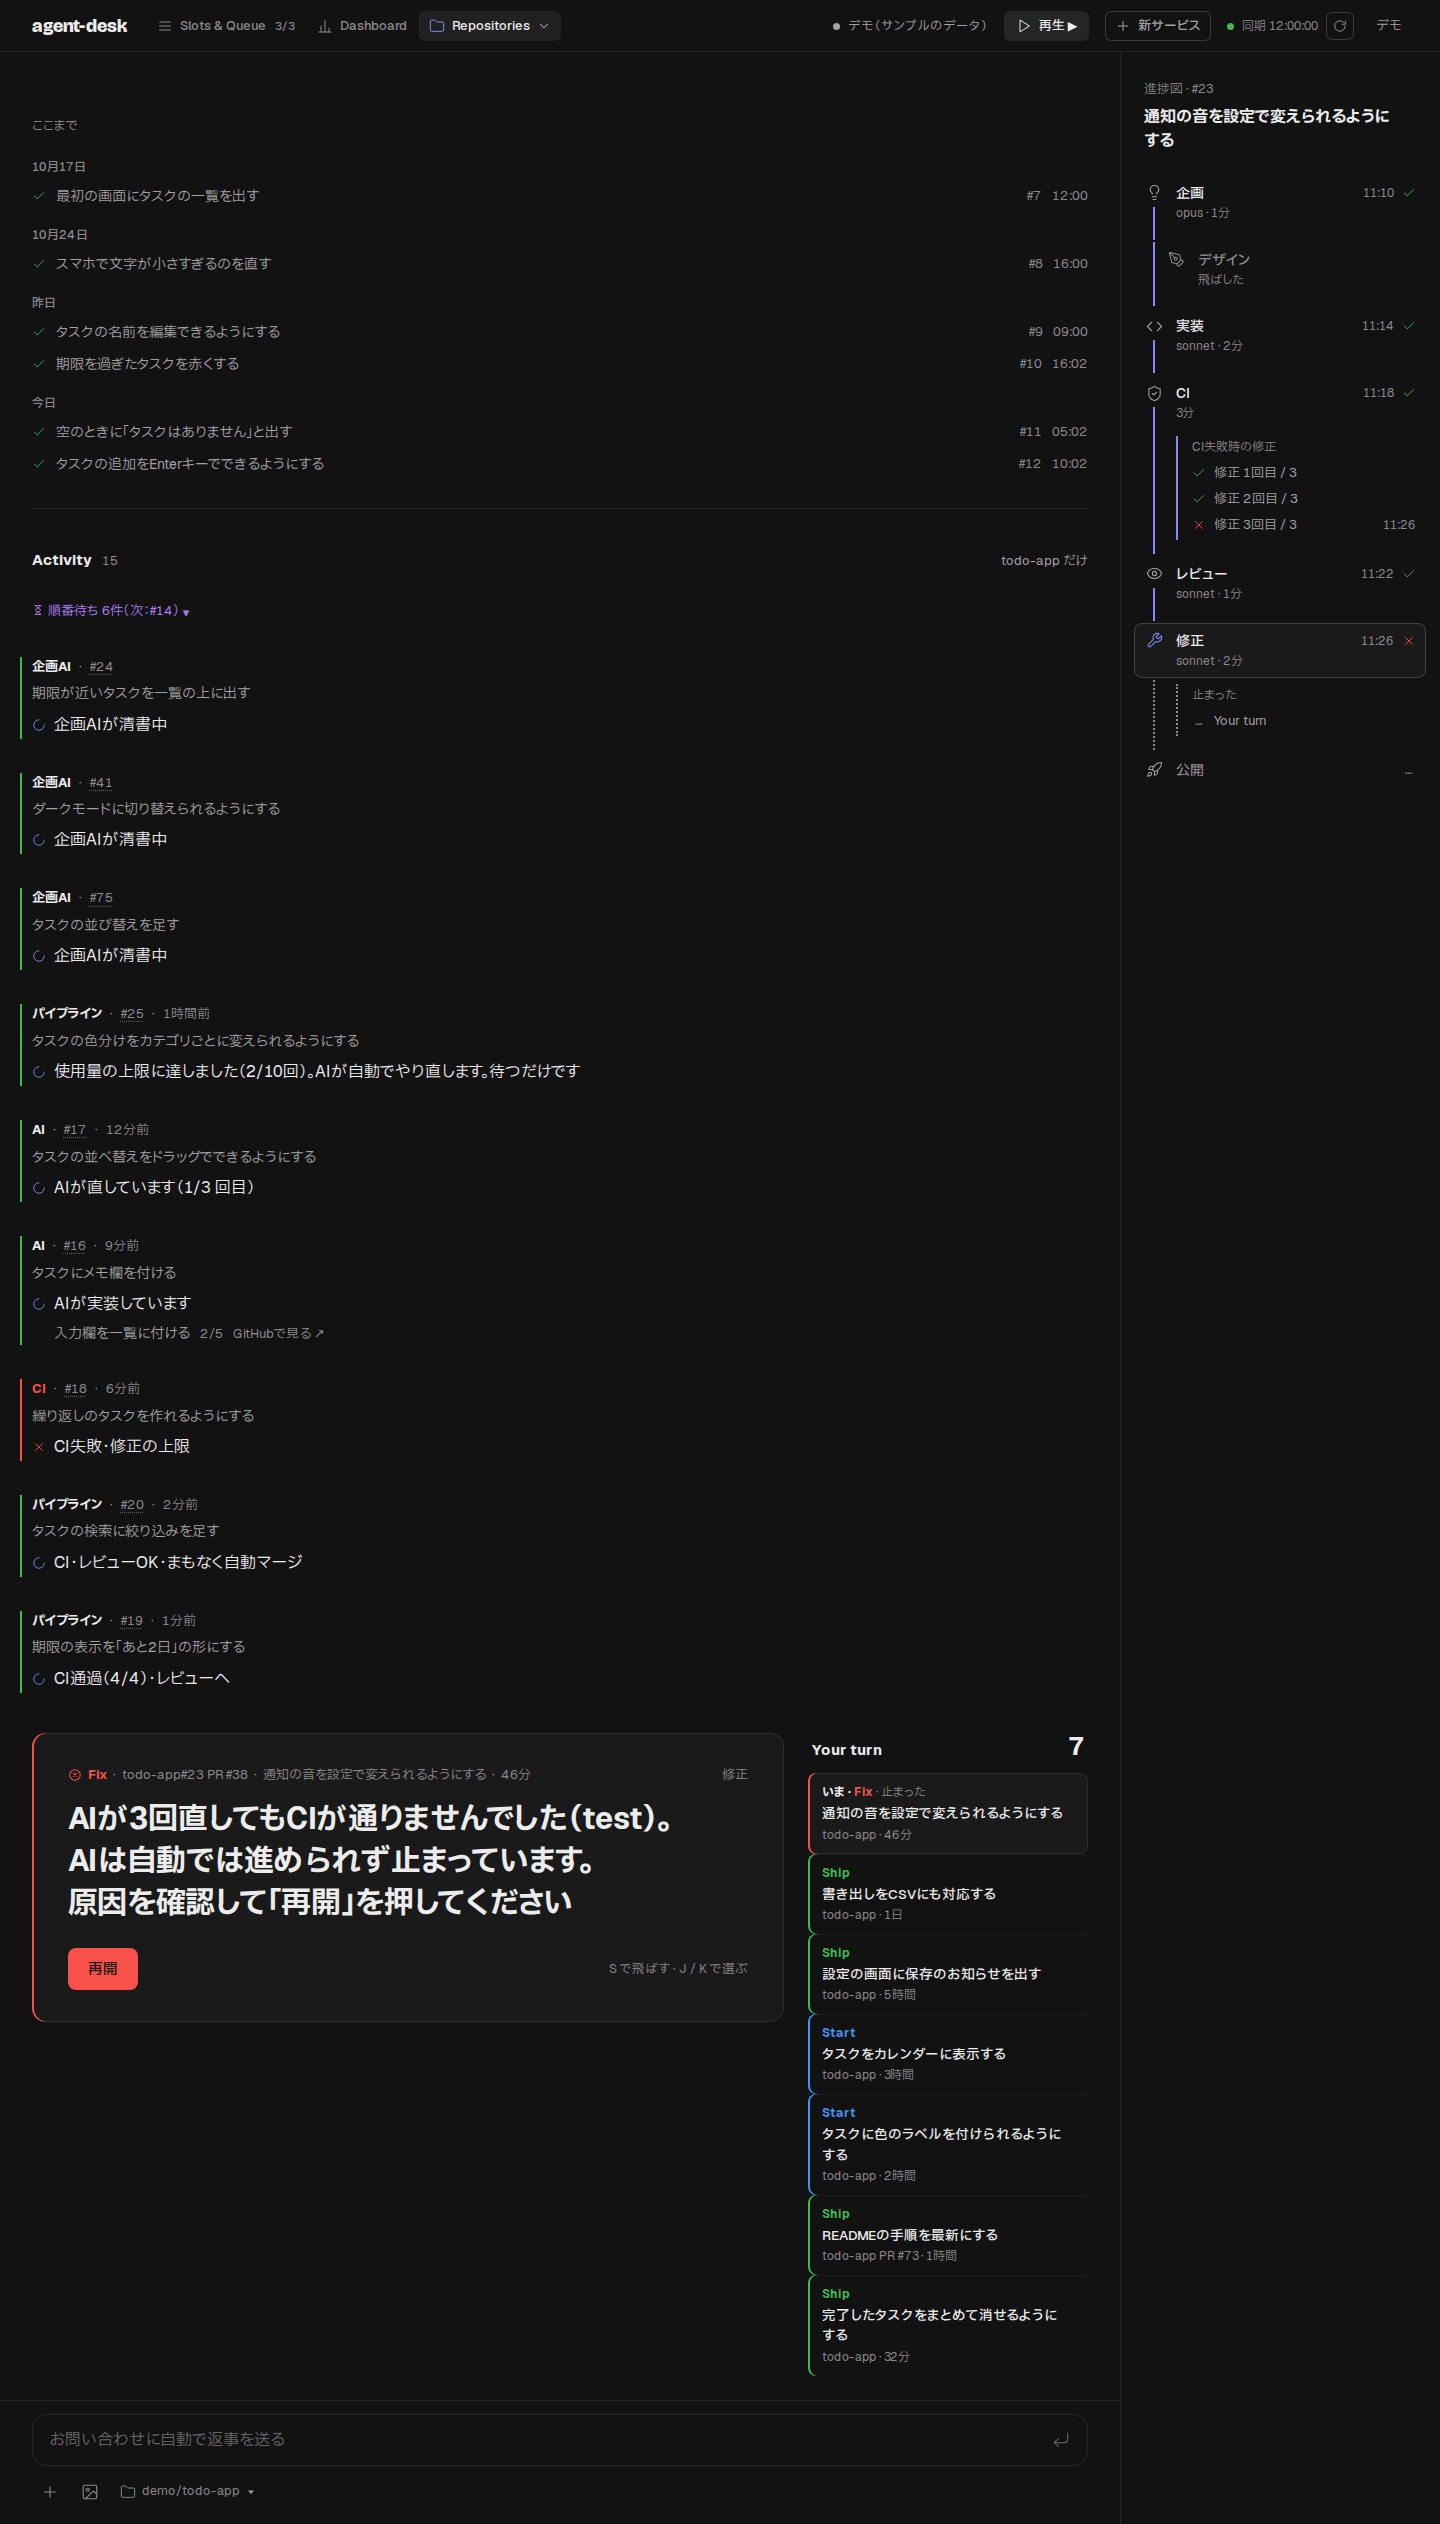 agent-desk
Slots & Queue 3/3
Dashboard
Repositories
デモ（サンプルのデータ）
再生 ▶
新サービス
同期 12:00:00
デモ
ここまで
10月17日
最初の画面にタスクの一覧を出す #7 12:00
10月24日
スマホで文字が小さすぎるのを直す #8 16:00
昨日
タスクの名前を編集できるようにする #9 09:00
期限を過ぎたタスクを赤くする #10 16:02
今日
空のときに「タスクはありません」と出す #11 05:02
タスクの追加をEnterキーでできるようにする #12 10:02
Activity 15 todo-app だけ
順番待ち 6件（次：#14）▼
企画AI · #24
期限が近いタスクを一覧の上に出す
企画AIが清書中
企画AI · #41
ダークモードに切り替えられるようにする
企画AIが清書中
企画AI · #75
タスクの並び替えを足す
企画AIが清書中
パイプライン · #25 · 1時間前
タスクの色分けをカテゴリごとに変えられるようにする
使用量の上限に達しました（2/10回）。AIが自動でやり直します。待つだけです
AI · #17 · 12分前
タスクの並べ替えをドラッグでできるようにする
AIが直しています（1/3 回目）
AI · #16 · 9分前
タスクにメモ欄を付ける
AIが実装しています
入力欄を一覧に付ける 2/5 GitHubで見る ↗
CI · #18 · 6分前
繰り返しのタスクを作れるようにする
CI失敗・修正の上限
パイプライン · #20 · 2分前
タスクの検索に絞り込みを足す
CI・レビューOK・まもなく自動マージ
パイプライン · #19 · 1分前
期限の表示を「あと2日」の形にする
CI通過（4/4）・レビューへ
Fix · todo-app#23 PR #38 · 通知の音を設定で変えられるようにする · 46分 修正
AIが3回直してもCIが通りませんでした（test）。
AIは自動では進められず止まっています。
原因を確認して「再開」を押してください
再開
S で飛ばす · J / K で選ぶ
Your turn 7
いま · Fix · 止まった
通知の音を設定で変えられるようにする
todo-app · 46分
Ship
書き出しをCSVにも対応する
todo-app · 1日
Ship
設定の画面に保存のお知らせを出す
todo-app · 5時間
Start
タスクをカレンダーに表示する
todo-app · 3時間
Start
タスクに色のラベルを付けられるように
する
todo-app · 2時間
Ship
READMEの手順を最新にする
todo-app PR #73 · 1時間
Ship
完了したタスクをまとめて消せるように
する
todo-app · 32分
お問い合わせに自動で返事を送る
demo/todo-app
進捗図 · #23
通知の音を設定で変えられるように
する
企画 11:10
opus · 1分
デザイン
飛ばした
実装 11:14
sonnet · 2分
CI 11:18
3分
CI失敗時の修正
修正 1回目 / 3
修正 2回目 / 3
修正 3回目 / 3 11:26
レビュー 11:22
sonnet · 1分
修正 11:26
sonnet · 2分
止まった
… Your turn
公開 …